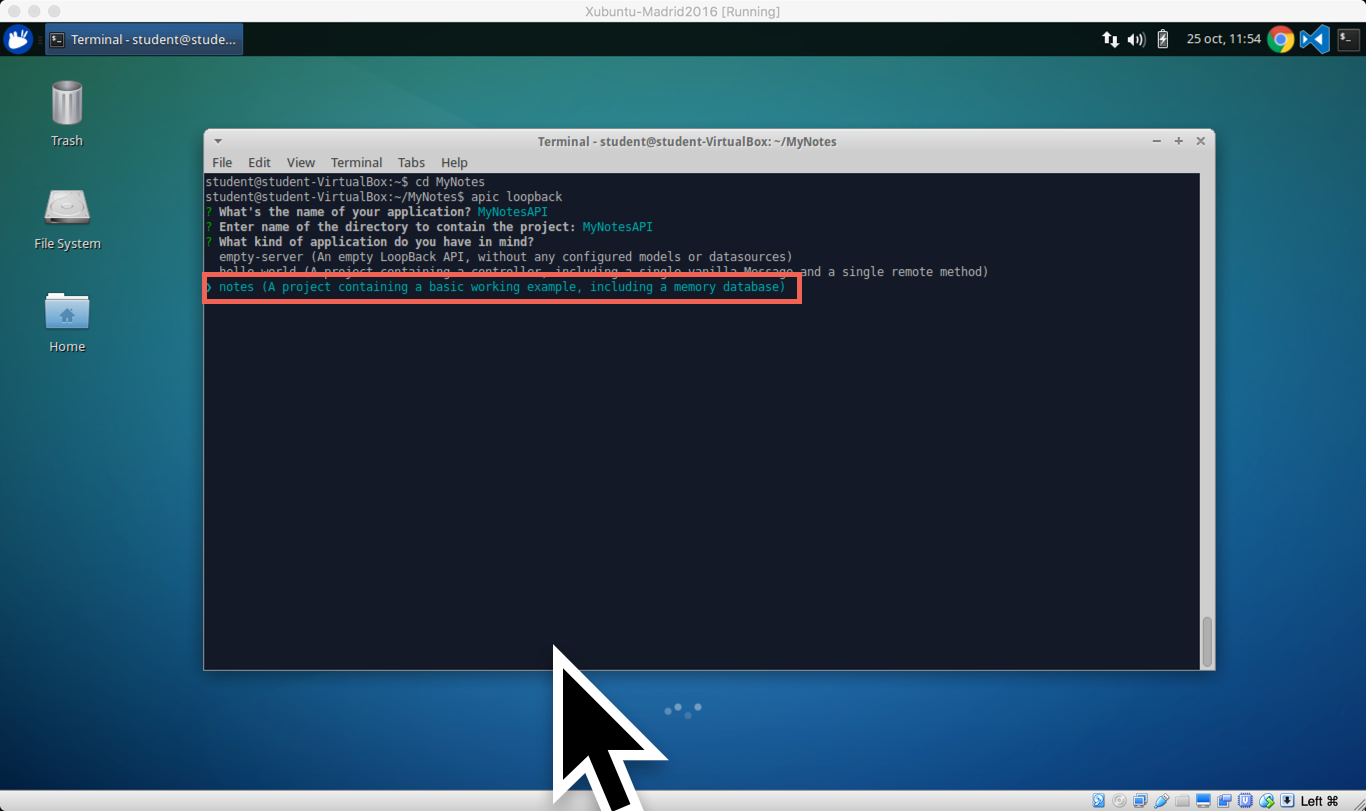 Xubuntu-Madrid2016 [Running]
Terminal - student@stude...
25 oct, 11:54
Trash
File System
Home
Terminal - student@student-VirtualBox: ~/MyNotes
File Edit View Terminal Tabs Help
student@student-VirtualBox:~$ cd MyNotes
student@student-VirtualBox:~/MyNotes$ apic loopback
? What's the name of your application? MyNotesAPI
? Enter name of the directory to contain the project: MyNotesAPI
? What kind of application do you have in mind?
empty-server (An empty LoopBack API, without any configured models or datasources)
hello-world (A project containing a controller, including a single vanilla Message and a single remote method)
❯ notes (A project containing a basic working example, including a memory database)
Left ⌘